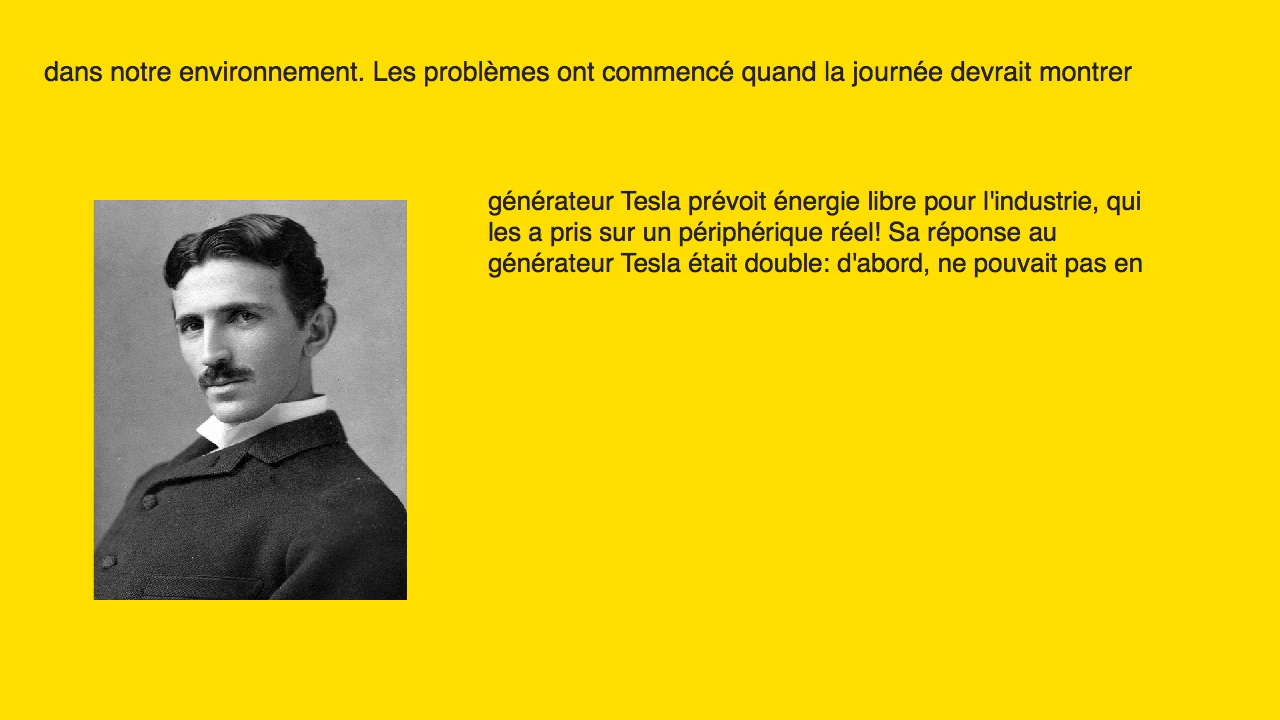 dans notre environnement. Les problèmes ont commencé quand la journée devrait montrer
générateur Tesla prévoit énergie libre pour l'industrie, qui
les a pris sur un périphérique réel! Sa réponse au
générateur Tesla était double: d'abord, ne pouvait pas en